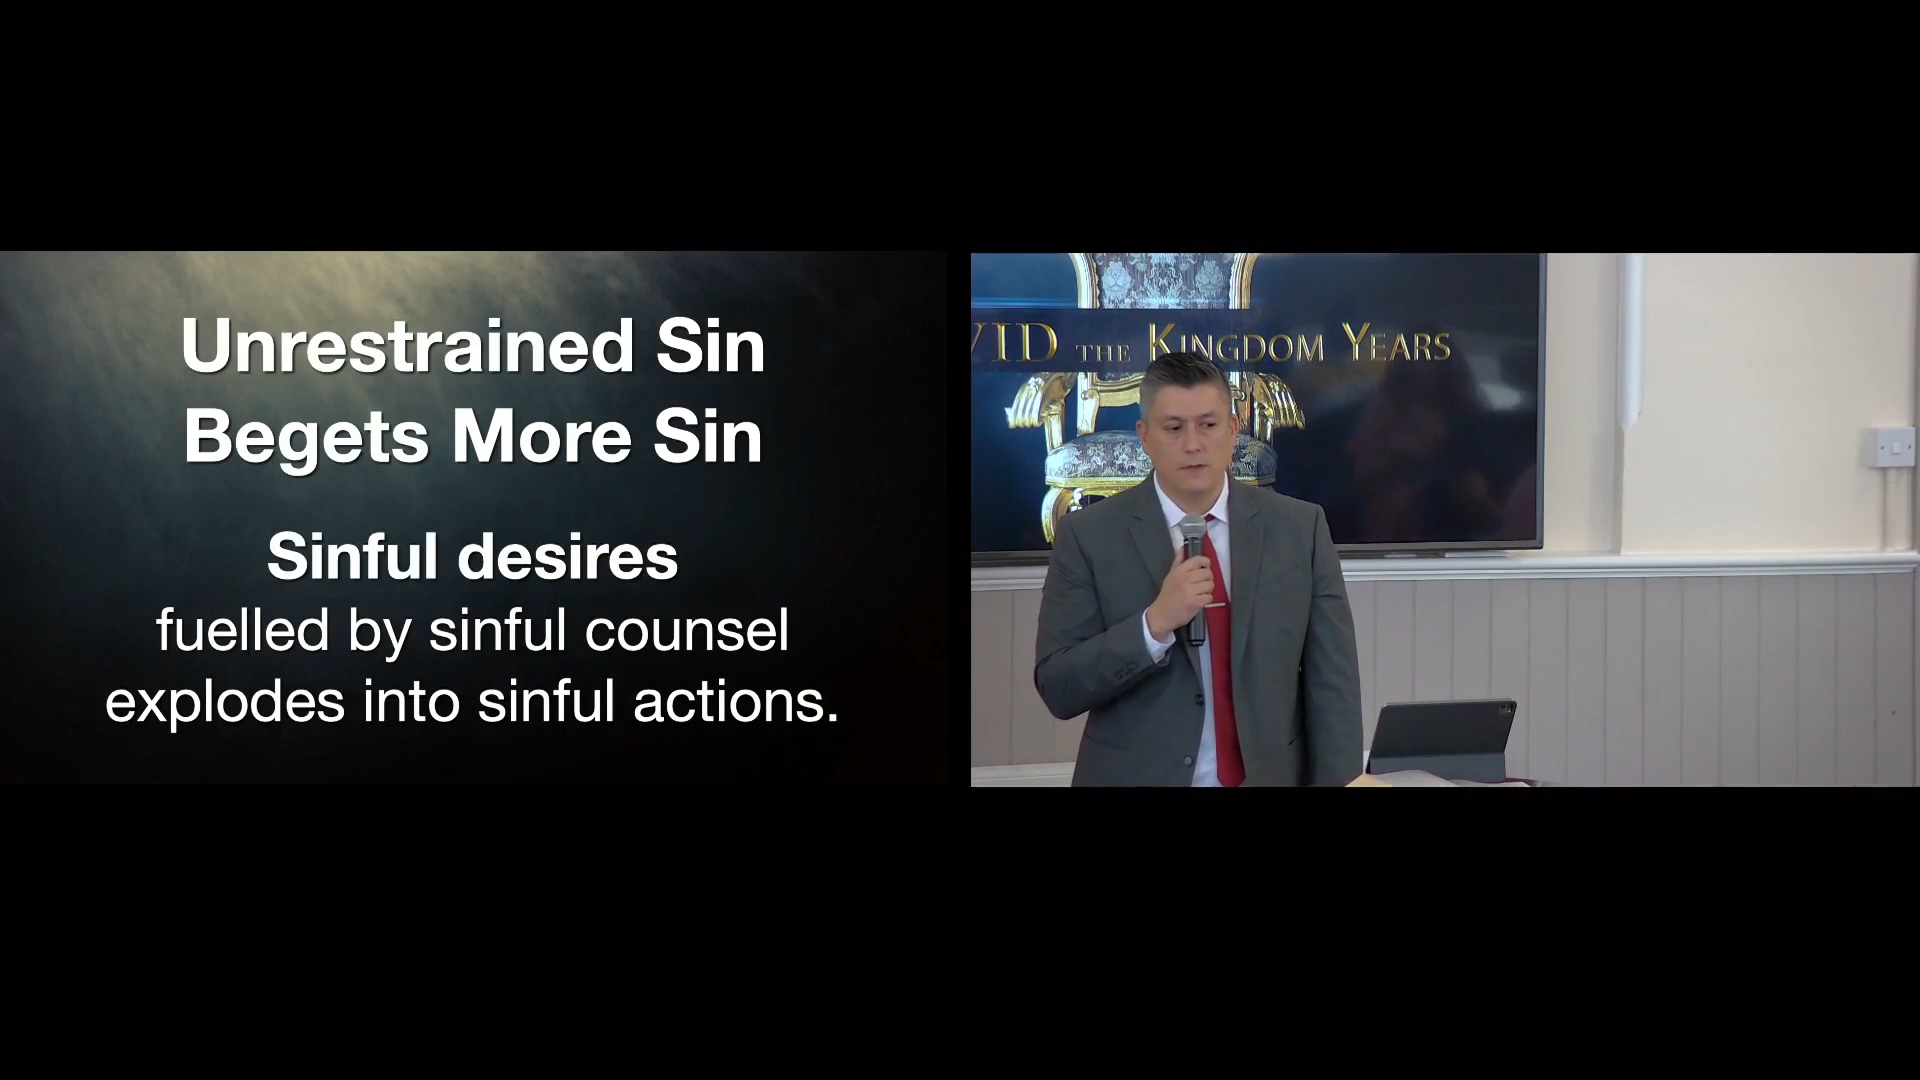 Unrestrained Sin
Begets More Sin
Sinful desires
fuelled by sinful counsel
explodes into sinful actions.
VID THE KINGDOM YEARS